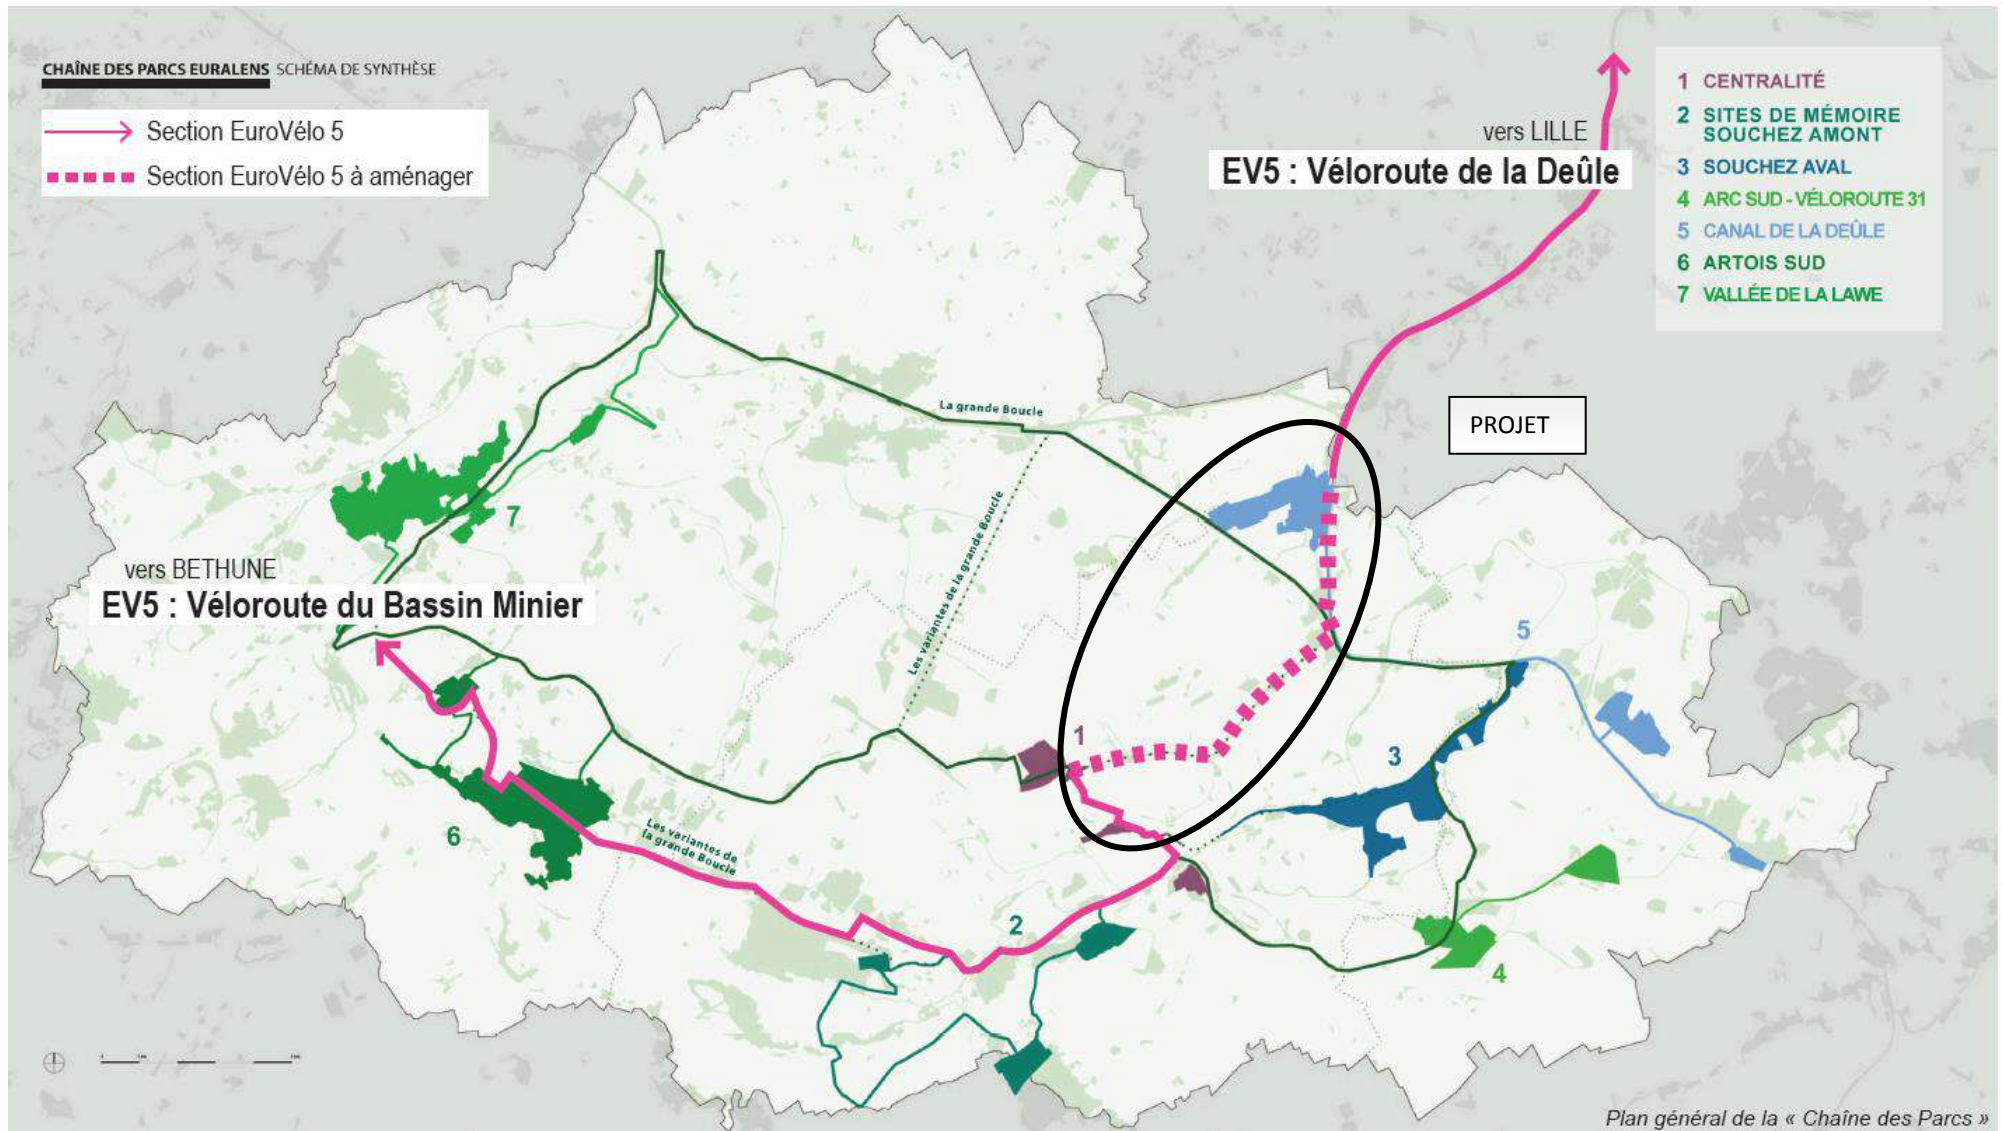 CHAÎNE DES PARCS EURALENS SCHÉMA DE SYNTHÈSE
Section EuroVélo 5
Section EuroVélo 5 à aménager
vers LILLE
EV5 : Véloroute de la Deûle
1 CENTRALITÉ
2 SITES DE MÉMOIRE
SOUCHEZ AMONT
3 SOUCHEZ AVAL
4 ARC SUD - VÉLOROUTE 31
5 CANAL DE LA DEÛLE
6 ARTOIS SUD
7 VALLÉE DE LA LAWE
La grande Boucle
PROJET
Les variantes de la grande Boucle
7
vers BETHUNE
EV5 : Véloroute du Bassin Minier
5
1
3
6
Les variantes de
la grande Boucle
2
4
Plan général de la « Chaîne des Parcs »